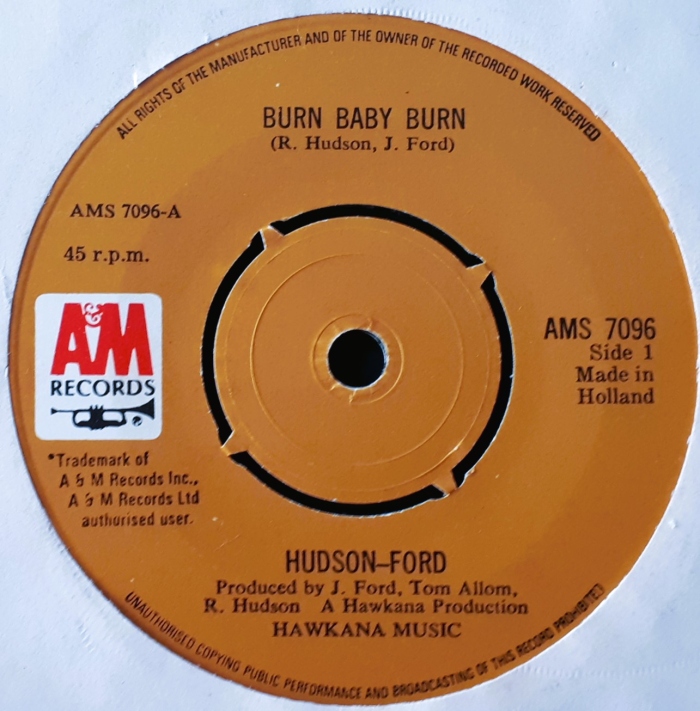 ALL RIGHTS OF THE MANUFACTURER AND OF THE OWNER OF THE RECORDED WORK RESERVED
BURN BABY BURN
(R. Hudson, J. Ford)
AMS 7096-A
45 r.p.m.
A&M
RECORDS
*Trademark of
A & M Records Inc.,
A & M Records Ltd
authorised user.
AMS 7096
Side 1
Made in
Holland
HUDSON–FORD
Produced by J. Ford, Tom Allom,
R. Hudson A Hawkana Production
HAWKANA MUSIC
UNAUTHORISED COPYING PUBLIC PERFORMANCE AND BROADCASTING OF THIS RECORD PROHIBITED